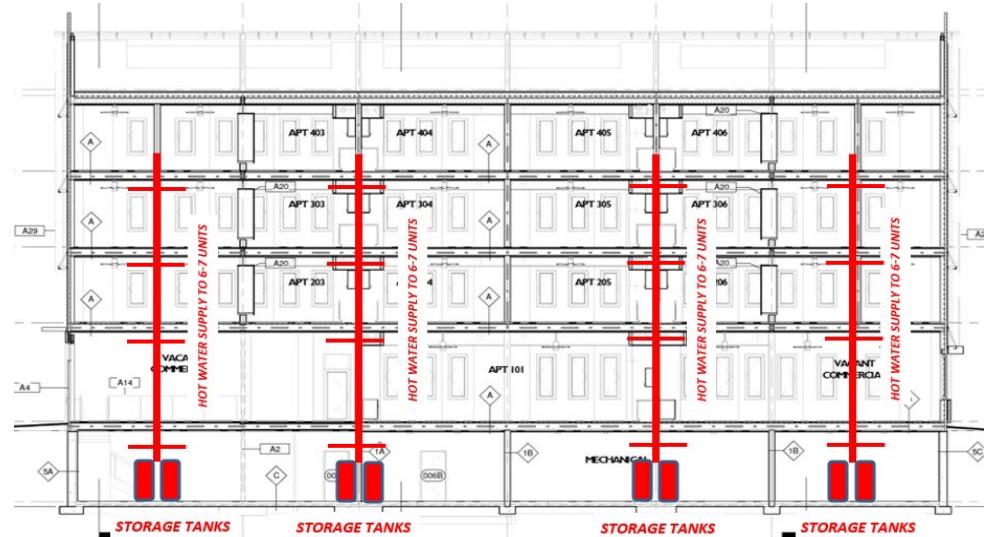 A20
APT 403
APT 404
APT 405
APT 406
A
A
A20
A20
APT 303
APT 304
APT 305
APT 306
A29
A
A
HOT WATER SUPPLY TO 6-7 UNITS
HOT WATER SUPPLY TO 6-7 UNITS
HOT WATER SUPPLY TO 6-7 UNITS
HOT WATER SUPPLY TO 6-7 UNITS
A20
A20
APT 203
APT 205
A
A
APT 101
VACANT
A4
A14
A
A2
1A
1B
1B
5A
5C
C
006B
MECHANICAL
STORAGE TANKS
STORAGE TANKS
STORAGE TANKS
STORAGE TANKS